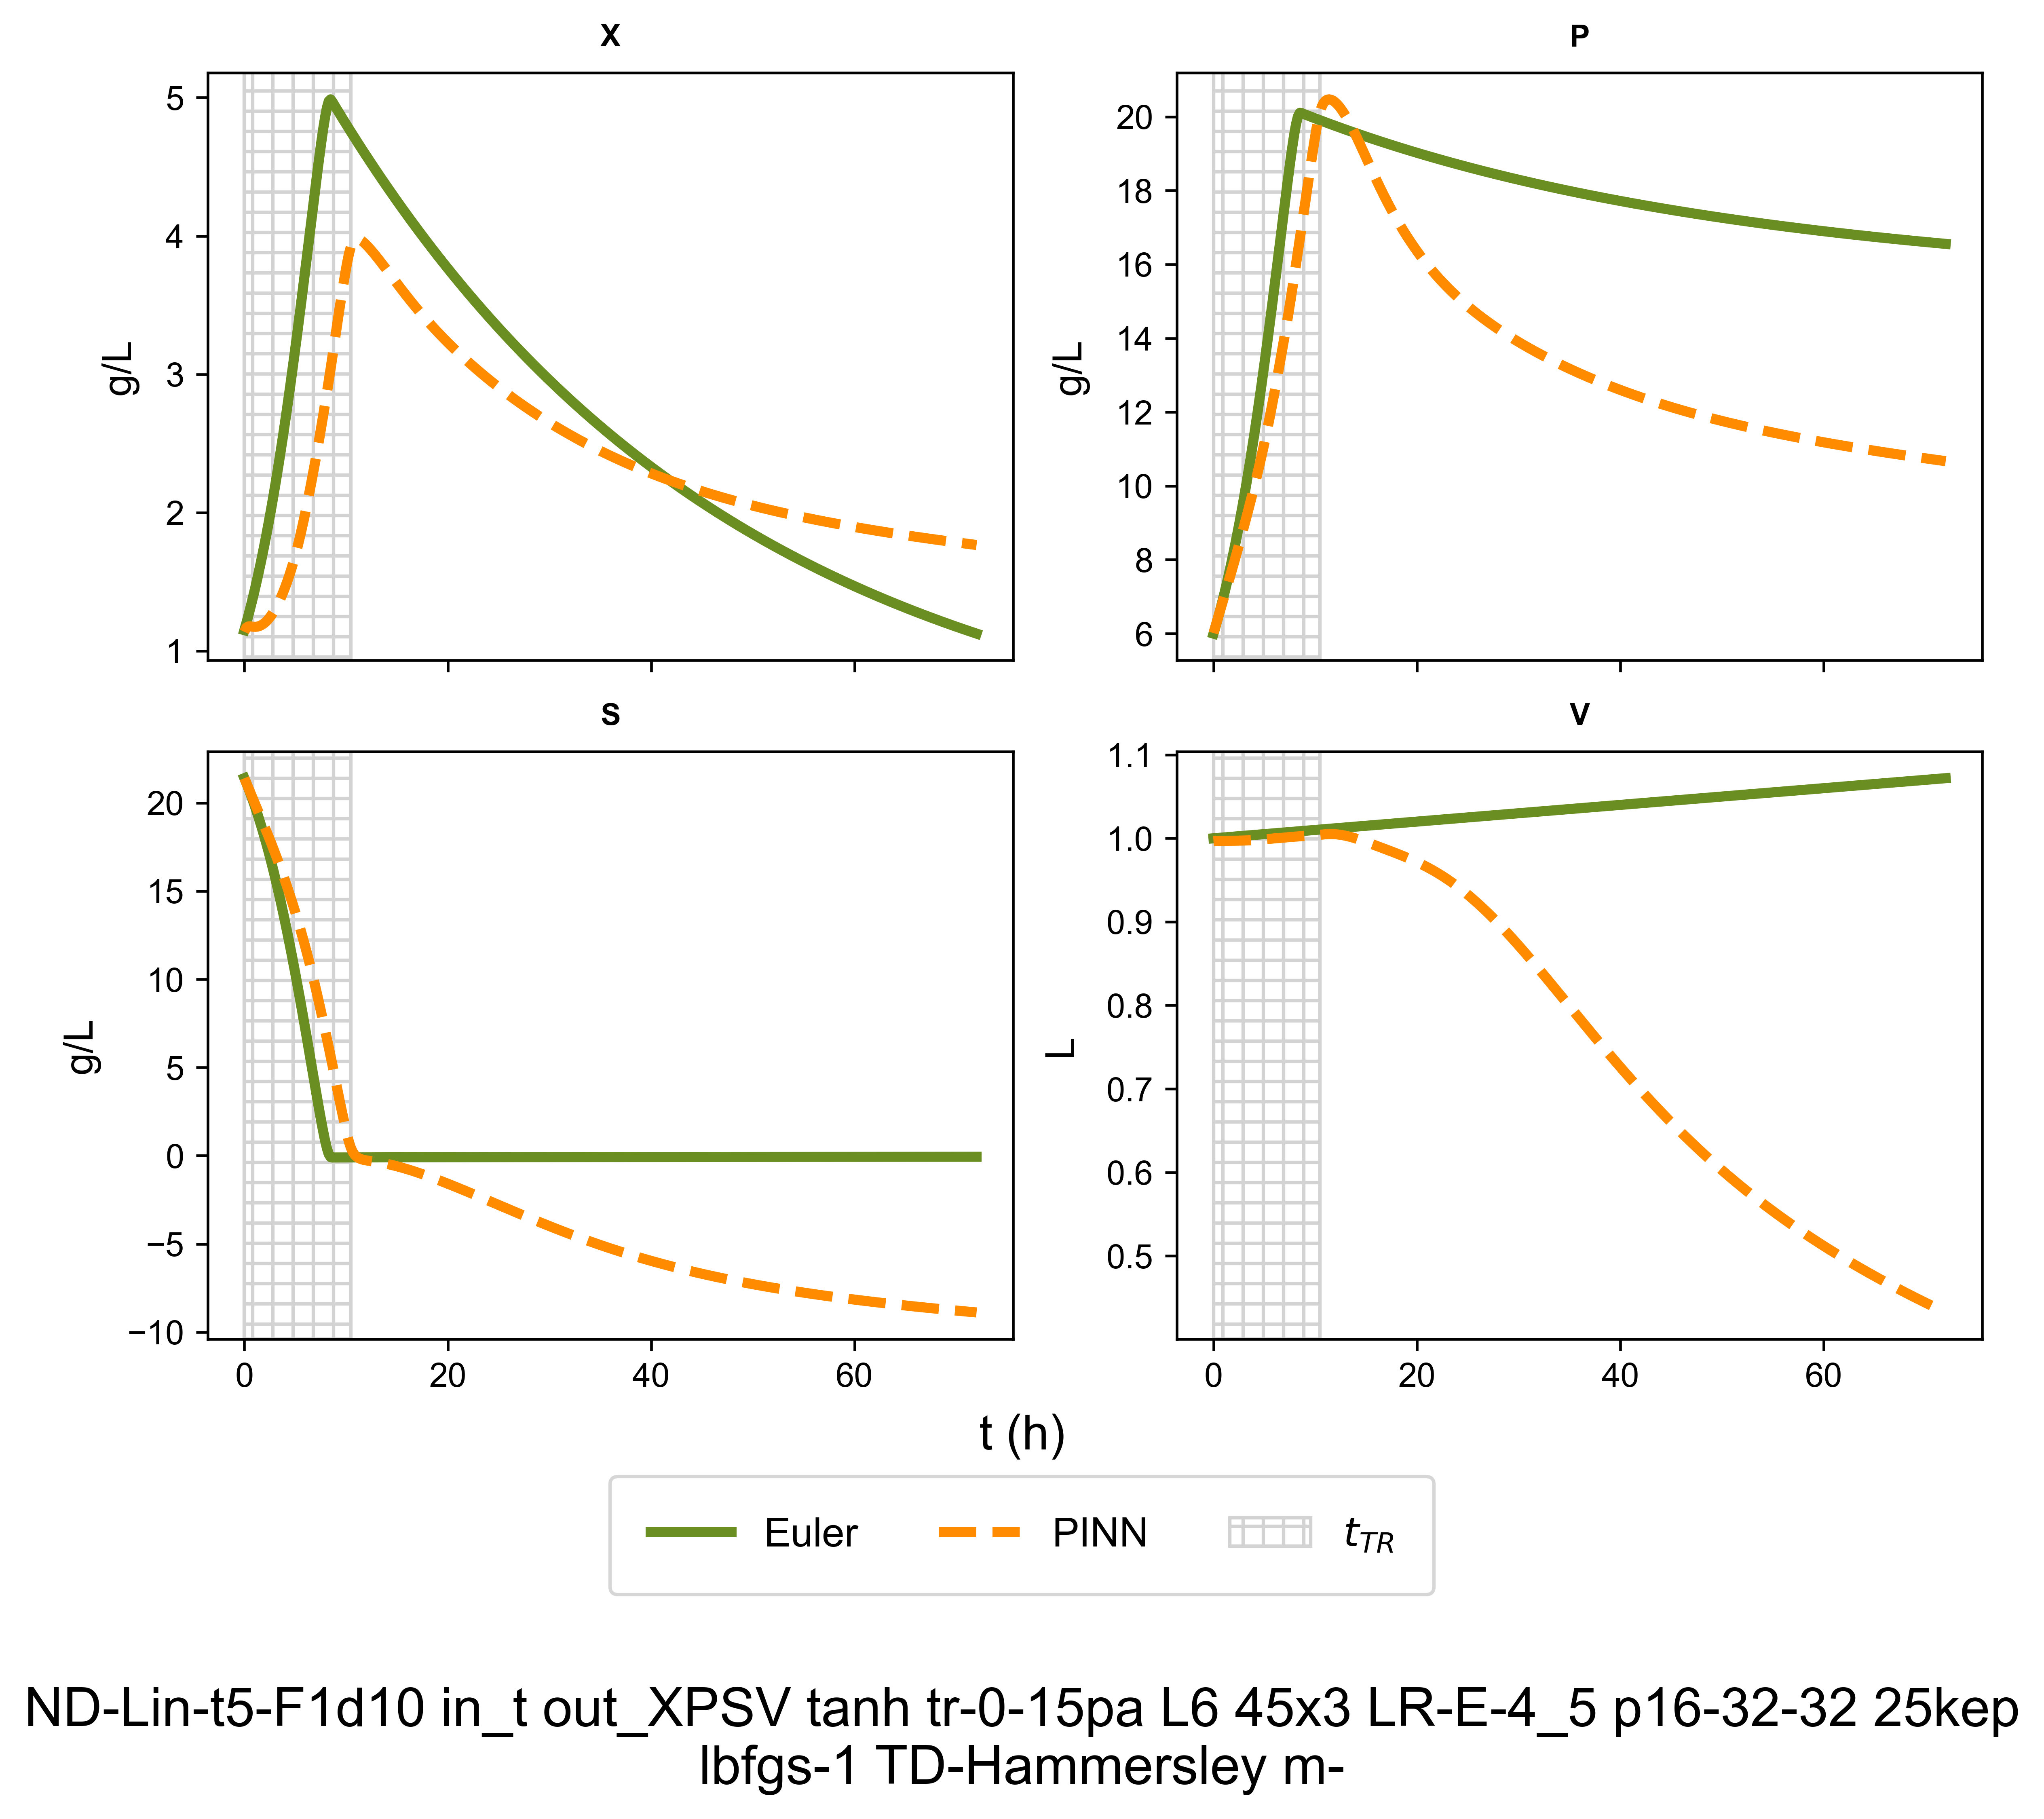 X
P
5
4
3
2
1
g/L
20
18
16
14
12
10
8
6
g/L
S
V
20
15
10
5
0
−5
−10
g/L
1.1
1.0
0.9
0.8
0.7
0.6
0.5
L
0 20 40 60
0 20 40 60
t (h)
Euler PINN t_TR
ND-Lin-t5-F1d10 in_t out_XPSV tanh tr-0-15pa L6 45x3 LR-E-4_5 p16-32-32 25kep
lbfgs-1 TD-Hammersley m-